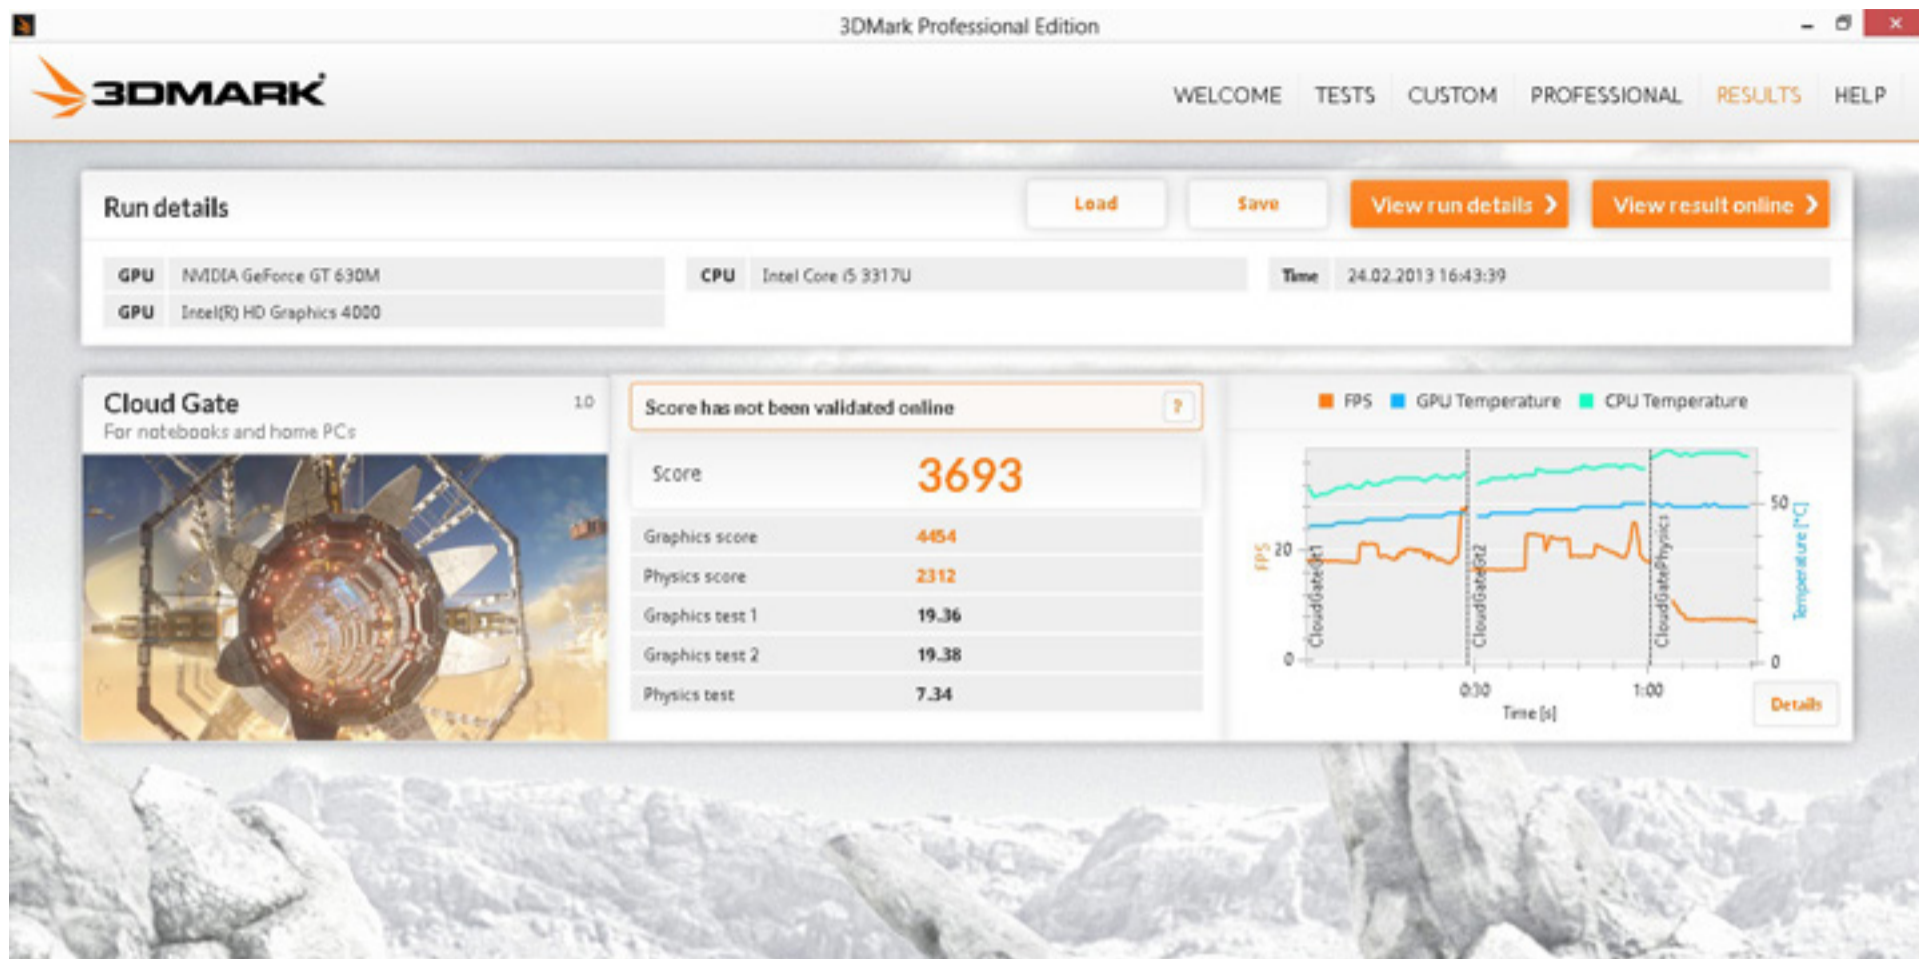 3DMark Professional Edition
3DMARK
WELCOME TESTS CUSTOM PROFESSIONAL RESULTS HELP
Run details
Load
Save
View run details
View result online
GPU NVIDIA GeForce GT 630M
CPU Intel Core i5 3317U
Time 24.02.2013 16:43:39
GPU Intel(R) HD Graphics 4000
Cloud Gate 1.0
For notebooks and home PCs
Score has not been validated online ?
Score 3693
Graphics score 4454
Physics score 2312
Graphics test 1 19.36
Graphics test 2 19.38
Physics test 7.34
FPS GPU Temperature CPU Temperature
FPS
20
0
CloudGateGt1
CloudGateGt2
CloudGatePhysics
50
0
Temperature [°C]
0:30 1:00
Time [s]
Details